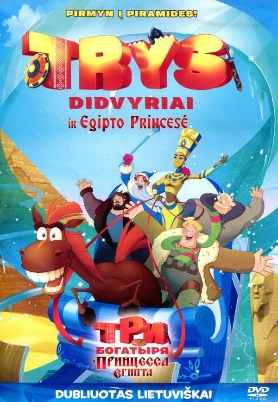 PIRMYN Į PIRAMIDES!
TRYS
DIDVYRIAI
ir EGIPTO PRINCESĖ
ТРИ
БОГАТЫРЯ
и ПРИНЦЕССА
ЕГИПТА
DUBLIUOTAS LIETUVIŠKAI
DVD
VIDEO